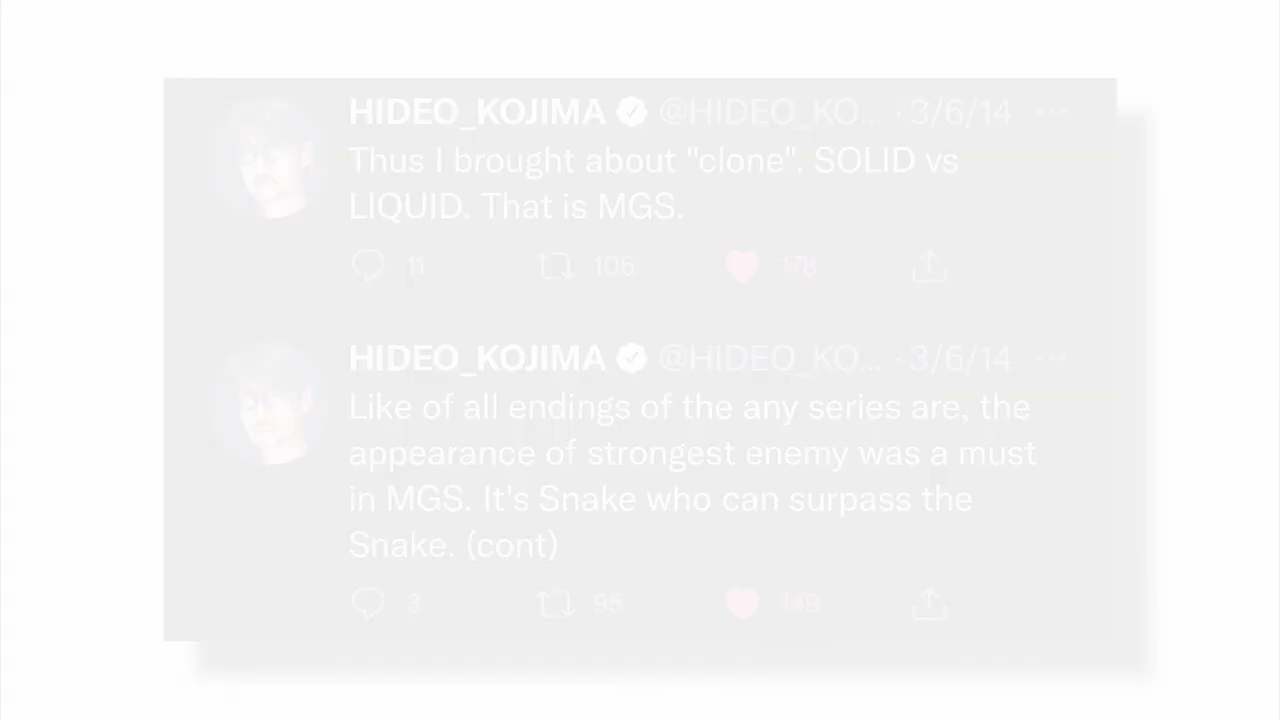 HIDEO_KOJIMA @HIDEO_KO... · 3/6/14 ···
Thus I brought about "clone". SOLID vs
LIQUID. That is MGS.
11 106 178
HIDEO_KOJIMA @HIDEO_KO... · 3/6/14 ···
Like of all endings of the any series are, the
appearance of strongest enemy was a must
in MGS. It's Snake who can surpass the
Snake. (cont)
3 95 149